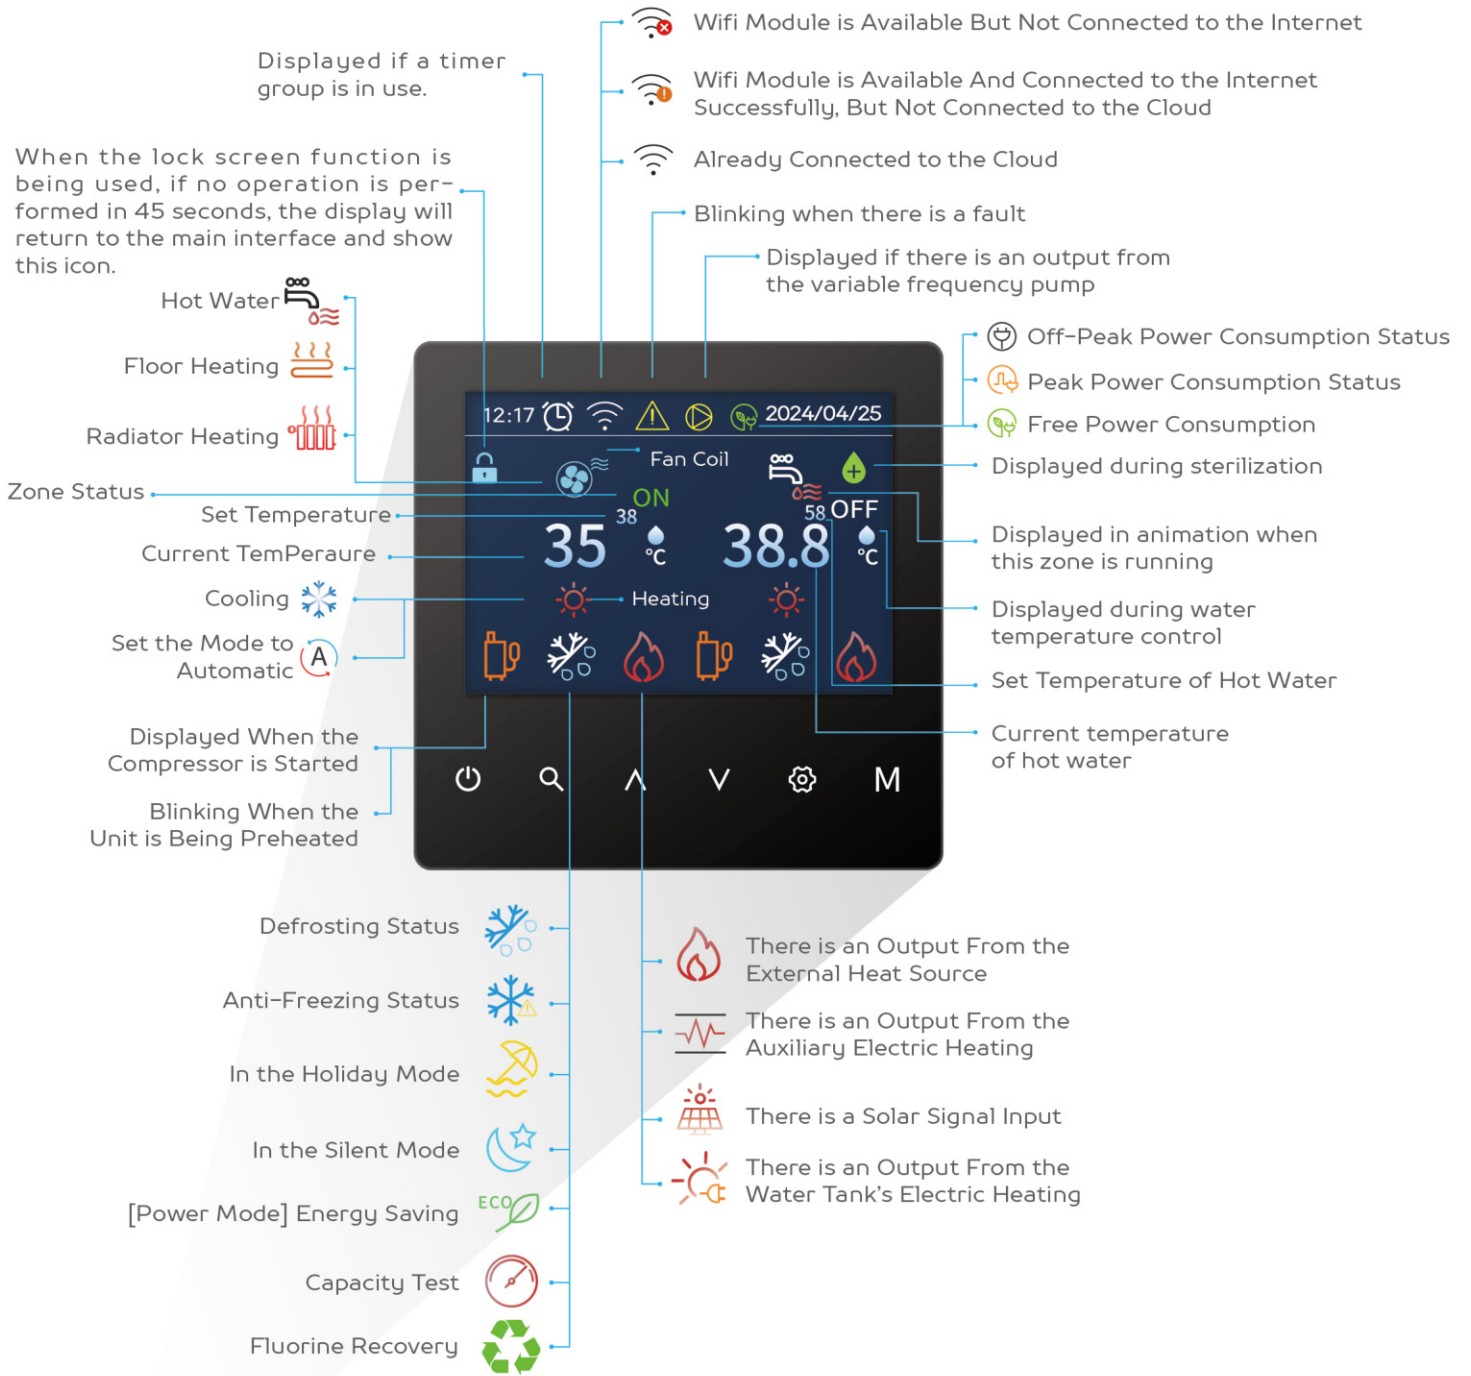 Wifi Module is Available But Not Connected to the Internet
Displayed if a timer
group is in use.
Wifi Module is Available And Connected to the Internet
Successfully, But Not Connected to the Cloud
When the lock screen function is
being used, if no operation is per-
formed in 45 seconds, the display will
return to the main interface and show
this icon.
Already Connected to the Cloud
Blinking when there is a fault
Displayed if there is an output from
the variable frequency pump
Hot Water
Floor Heating
Radiator Heating
Zone Status
Set Temperature
Current TemPeraure
Cooling
Set the Mode to
Automatic
A
Displayed When the
Compressor is Started
Blinking When the
Unit is Being Preheated
12:17
2024/04/25
Fan Coil
ON
38
35
°C
58
OFF
38.8
°C
Heating
M
Off-Peak Power Consumption Status
Peak Power Consumption Status
Free Power Consumption
Displayed during sterilization
Displayed in animation when
this zone is running
Displayed during water
temperature control
Set Temperature of Hot Water
Current temperature
of hot water
Defrosting Status
Anti-Freezing Status
In the Holiday Mode
In the Silent Mode
[Power Mode] Energy Saving
ECO
Capacity Test
Fluorine Recovery
There is an Output From the
External Heat Source
There is an Output From the
Auxiliary Electric Heating
There is a Solar Signal Input
There is an Output From the
Water Tank's Electric Heating